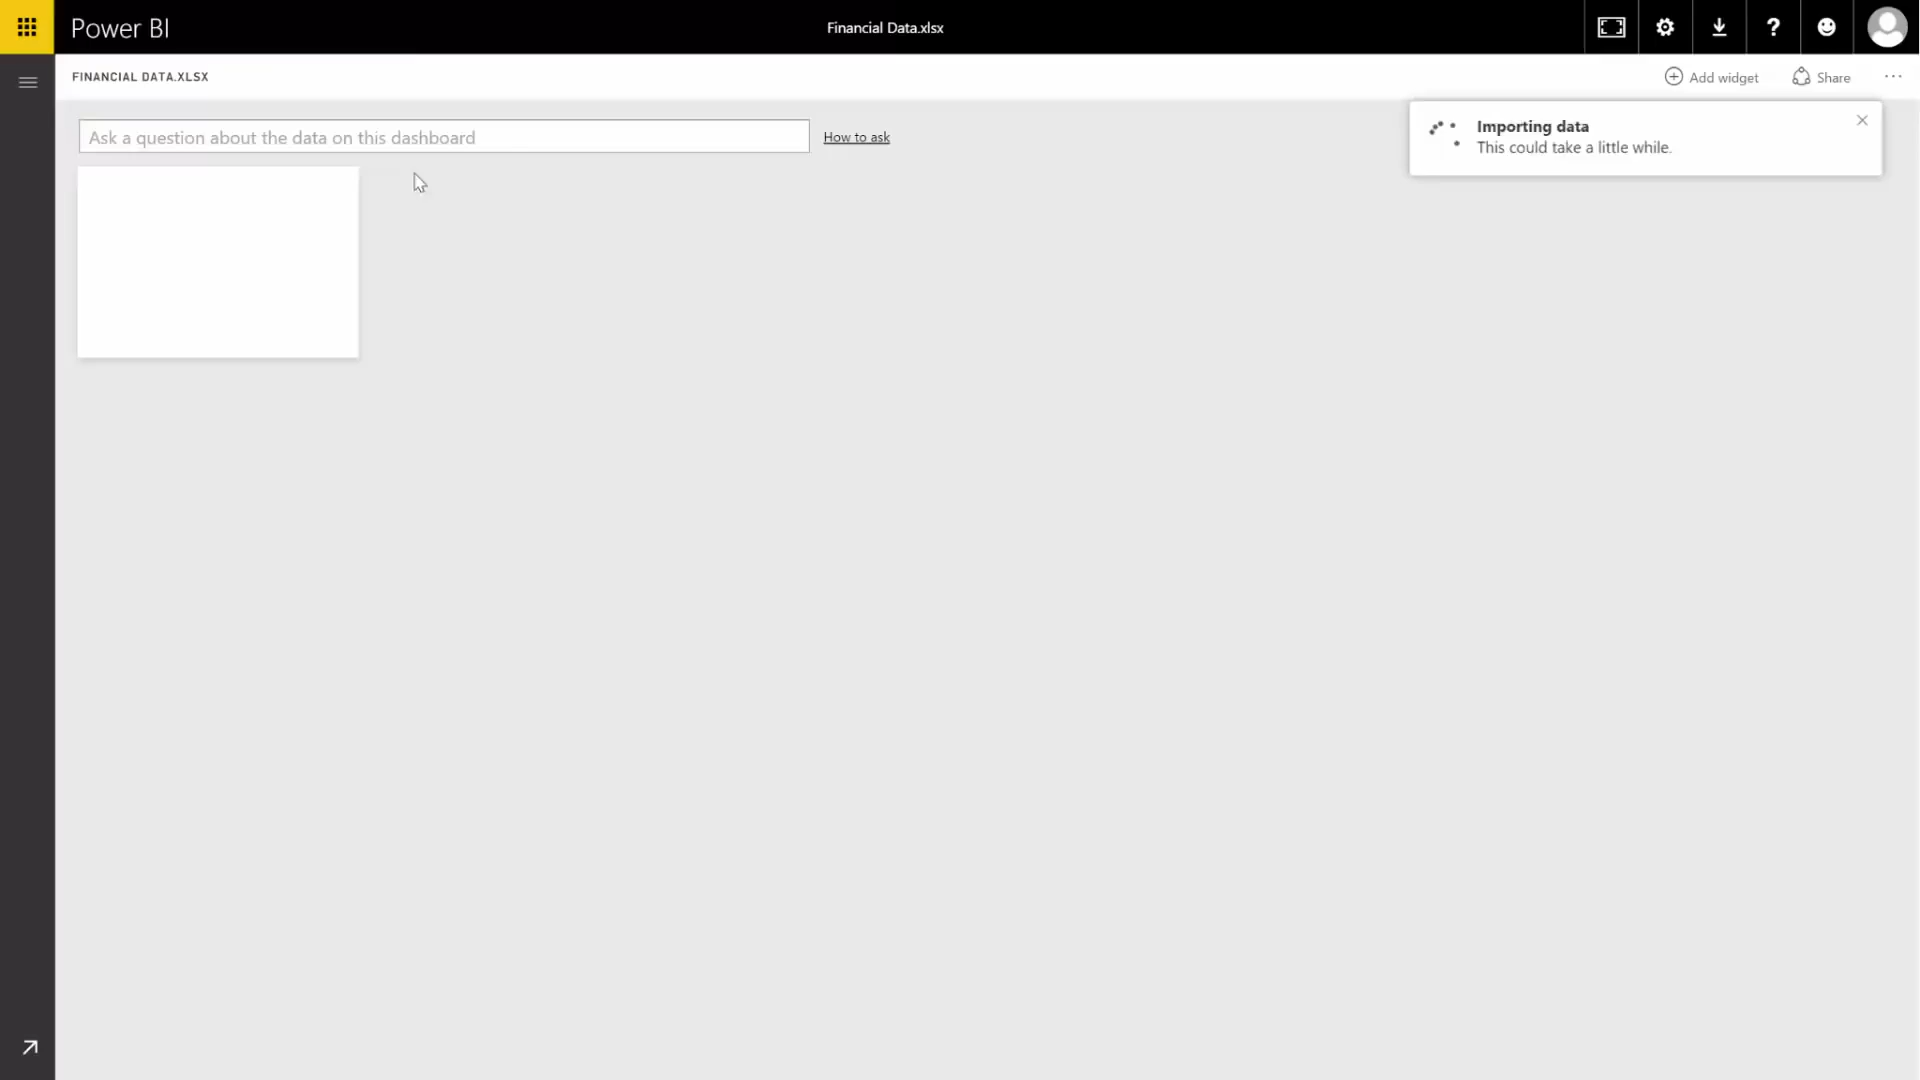 Power BI
Financial Data.xlsx
FINANCIAL DATA.XLSX
Add widget
Share
Ask a question about the data on this dashboard
How to ask
Importing data
This could take a little while.